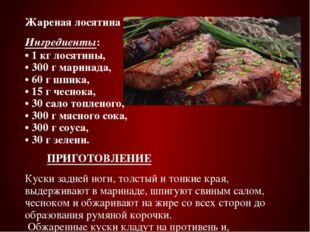 Жареная лосятина
Ингредиенты:
• 1 кг лосятины,
• 300 г маринада,
• 60 г шпика,
• 15 г чеснока,
• 30 сало топленого,
• 300 г мясного сока,
• 300 г соуса,
• 30 г зелени.
ПРИГОТОВЛЕНИЕ
Куски задней ноги, толстый и тонкие края,
выдерживают в маринаде, шпигуют свиным салом,
чесноком и обжаривают на жире со всех сторон до
образования румяной корочки.
Обжаренные куски кладут на противень и,